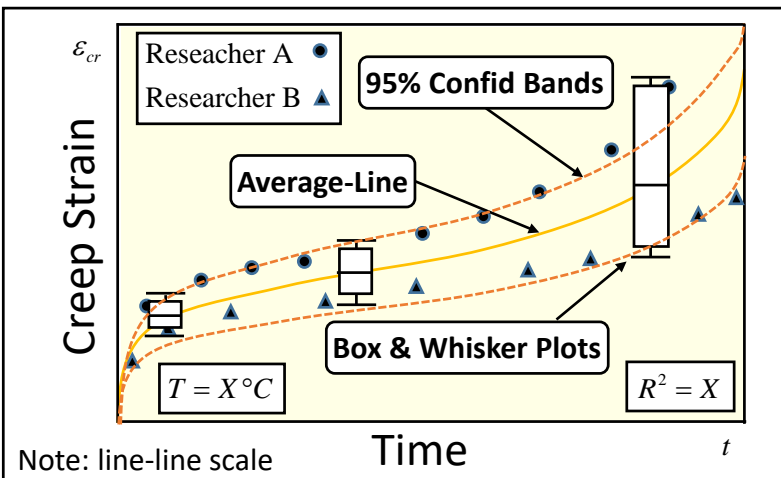 ε_cr
Reseacher A
Researcher B
95% Confid Bands
Average-Line
Creep Strain
Box & Whisker Plots
T = X°C
R² = X
Time
t
Note: line-line scale